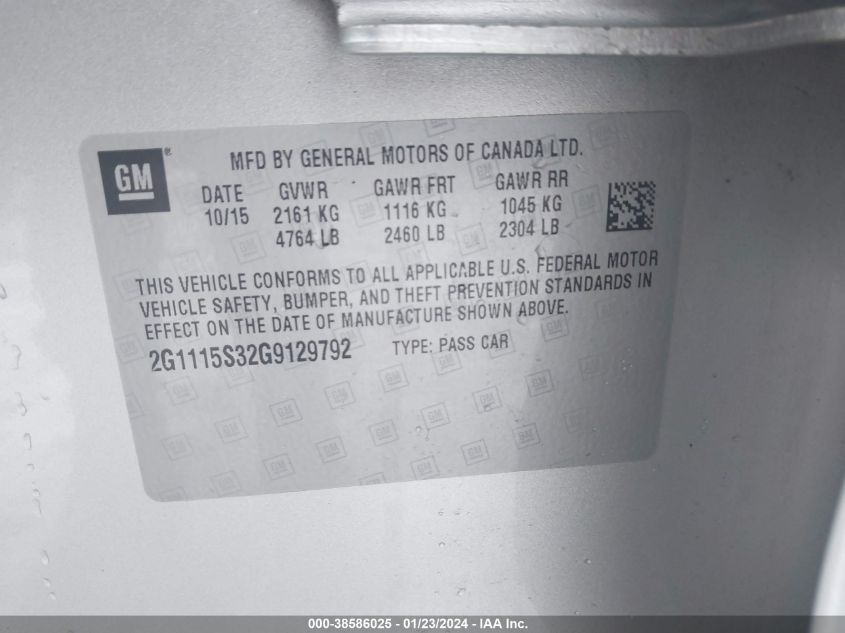 GM®
MFD BY GENERAL MOTORS OF CANADA LTD.
DATE GVWR GAWR FRT GAWR RR
10/15 2161 KG 1116 KG 1045 KG
4764 LB 2460 LB 2304 LB
THIS VEHICLE CONFORMS TO ALL APPLICABLE U.S. FEDERAL MOTOR
VEHICLE SAFETY, BUMPER, AND THEFT PREVENTION STANDARDS IN
EFFECT ON THE DATE OF MANUFACTURE SHOWN ABOVE.
2G1115S32G9129792 TYPE: PASS CAR
000-38586025 - 01/23/2024 - IAA Inc.